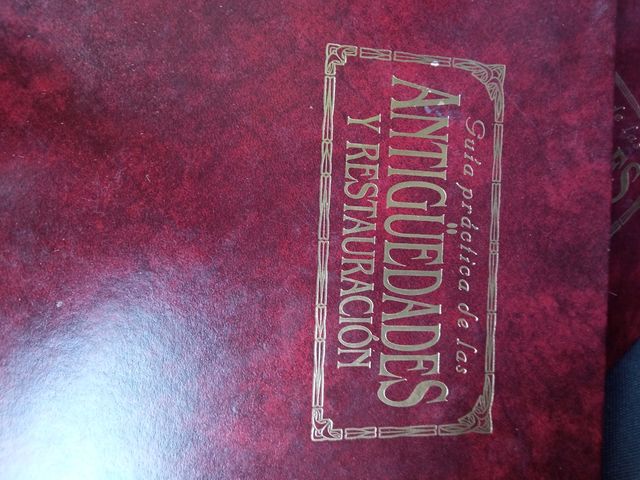 Guía práctica de las
ANTIGÜEDADES
Y RESTAURACIÓN